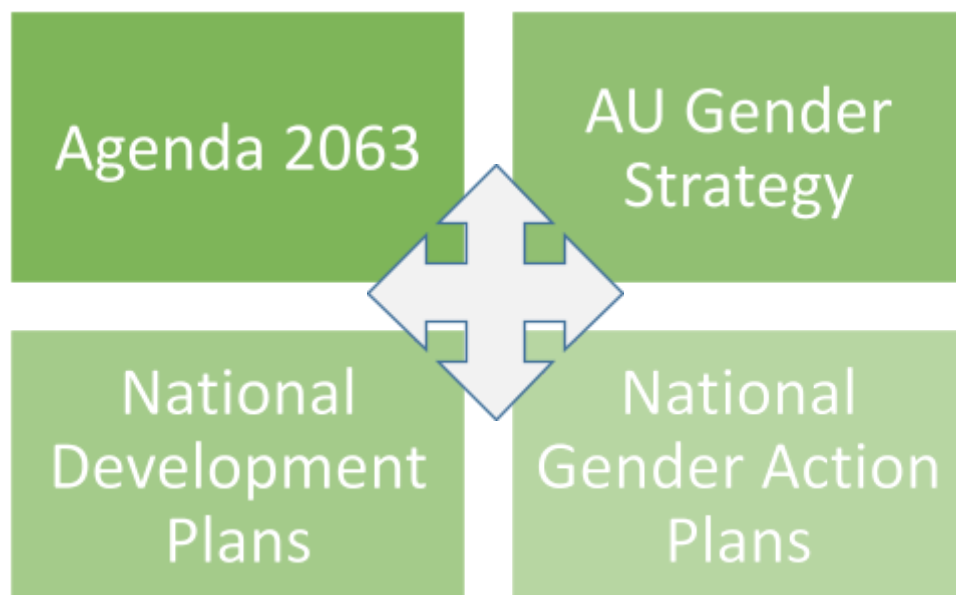 Agenda 2063
AU Gender
Strategy
National
Development
Plans
National
Gender Action
Plans